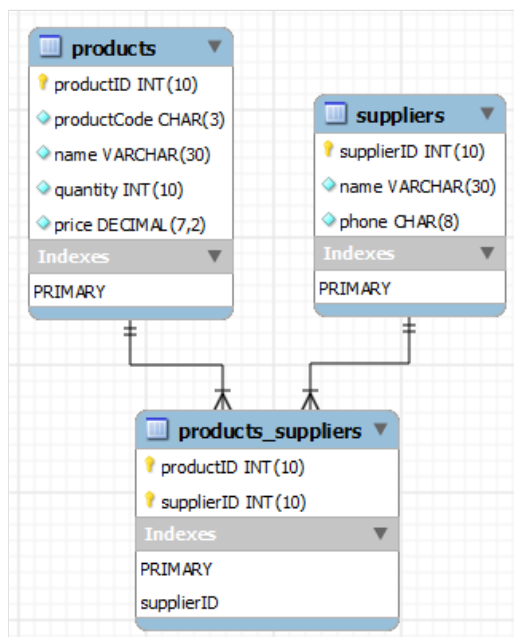 products
productID INT(10)
productCode CHAR(3)
name VARCHAR(30)
quantity INT(10)
price DECIMAL(7,2)
Indexes
PRIMARY
suppliers
supplierID INT(10)
name VARCHAR(30)
phone CHAR(8)
Indexes
PRIMARY
products_suppliers
productID INT(10)
supplierID INT(10)
Indexes
PRIMARY
supplierID